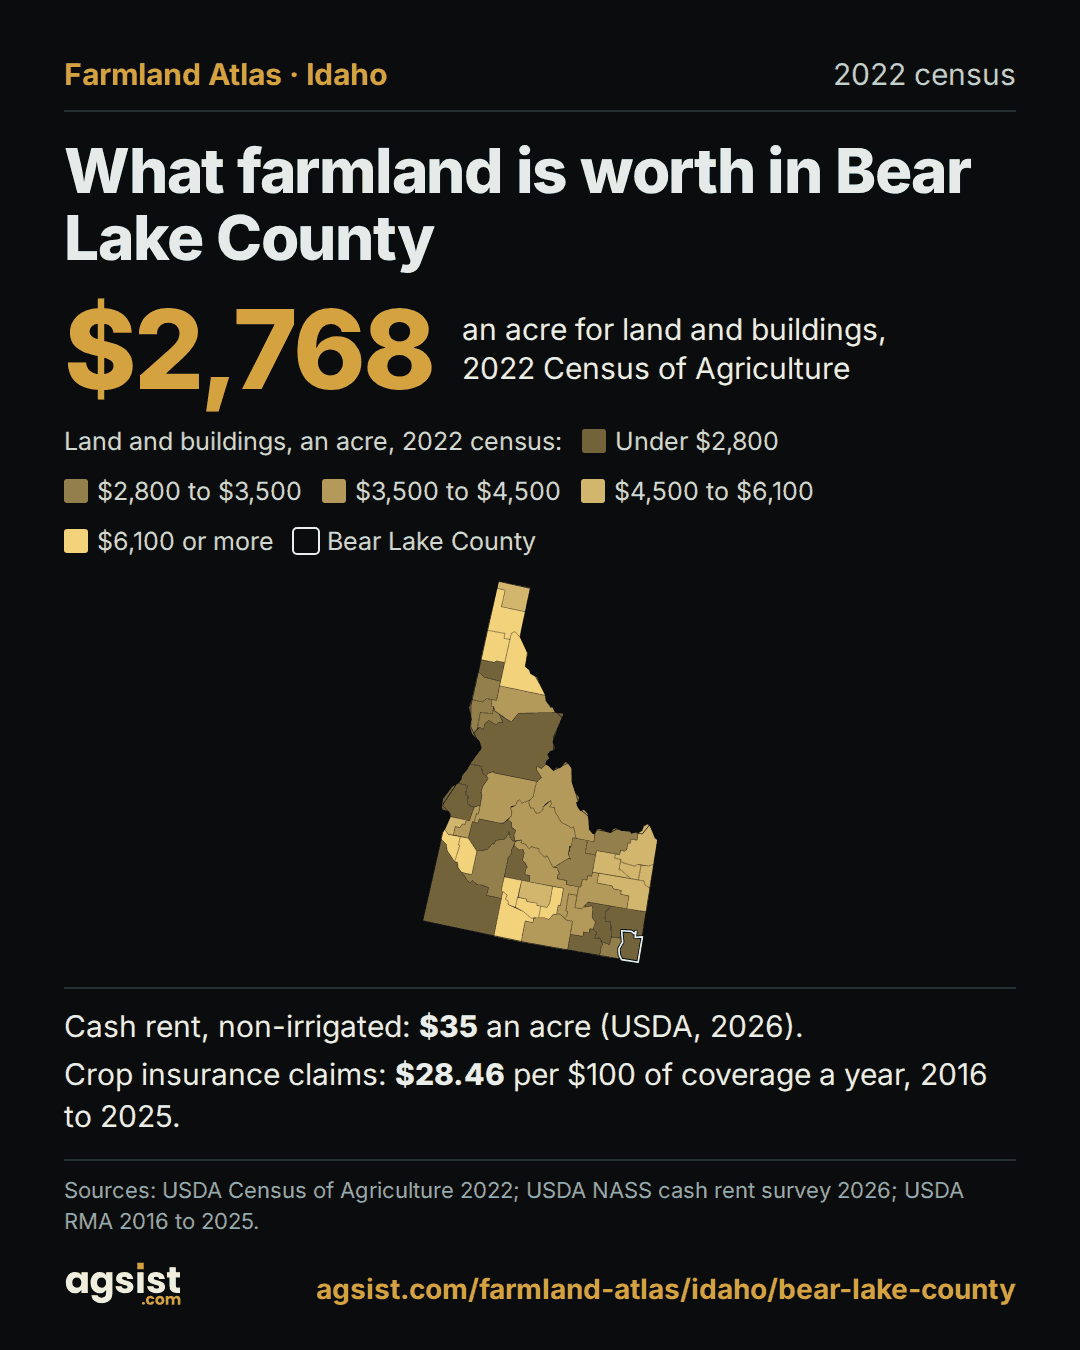 Farmland Atlas · Idaho
2022 census
What farmland is worth in Bear
Lake County
$2,768
an acre for land and buildings,
2022 Census of Agriculture
Land and buildings, an acre, 2022 census: Under $2,800
$2,800 to $3,500 $3,500 to $4,500 $4,500 to $6,100
$6,100 or more Bear Lake County
Cash rent, non-irrigated: $35 an acre (USDA, 2026).
Crop insurance claims: $28.46 per $100 of coverage a year, 2016
to 2025.
Sources: USDA Census of Agriculture 2022; USDA NASS cash rent survey 2026; USDA
RMA 2016 to 2025.
agsist
.com
agsist.com/farmland-atlas/idaho/bear-lake-county